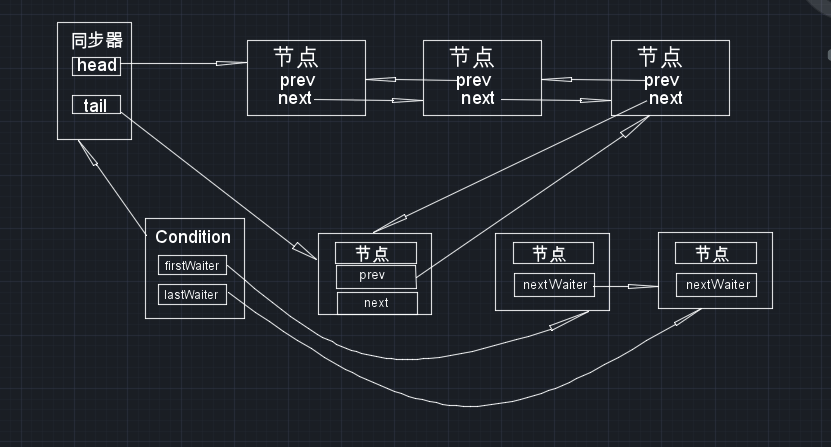 同步器
head
tail
节点
prev
next
节点
prev
next
节点
prev
next
Condition
firstWaiter
lastWaiter
节点
prev
next
节点
nextWaiter
节点
nextWaiter